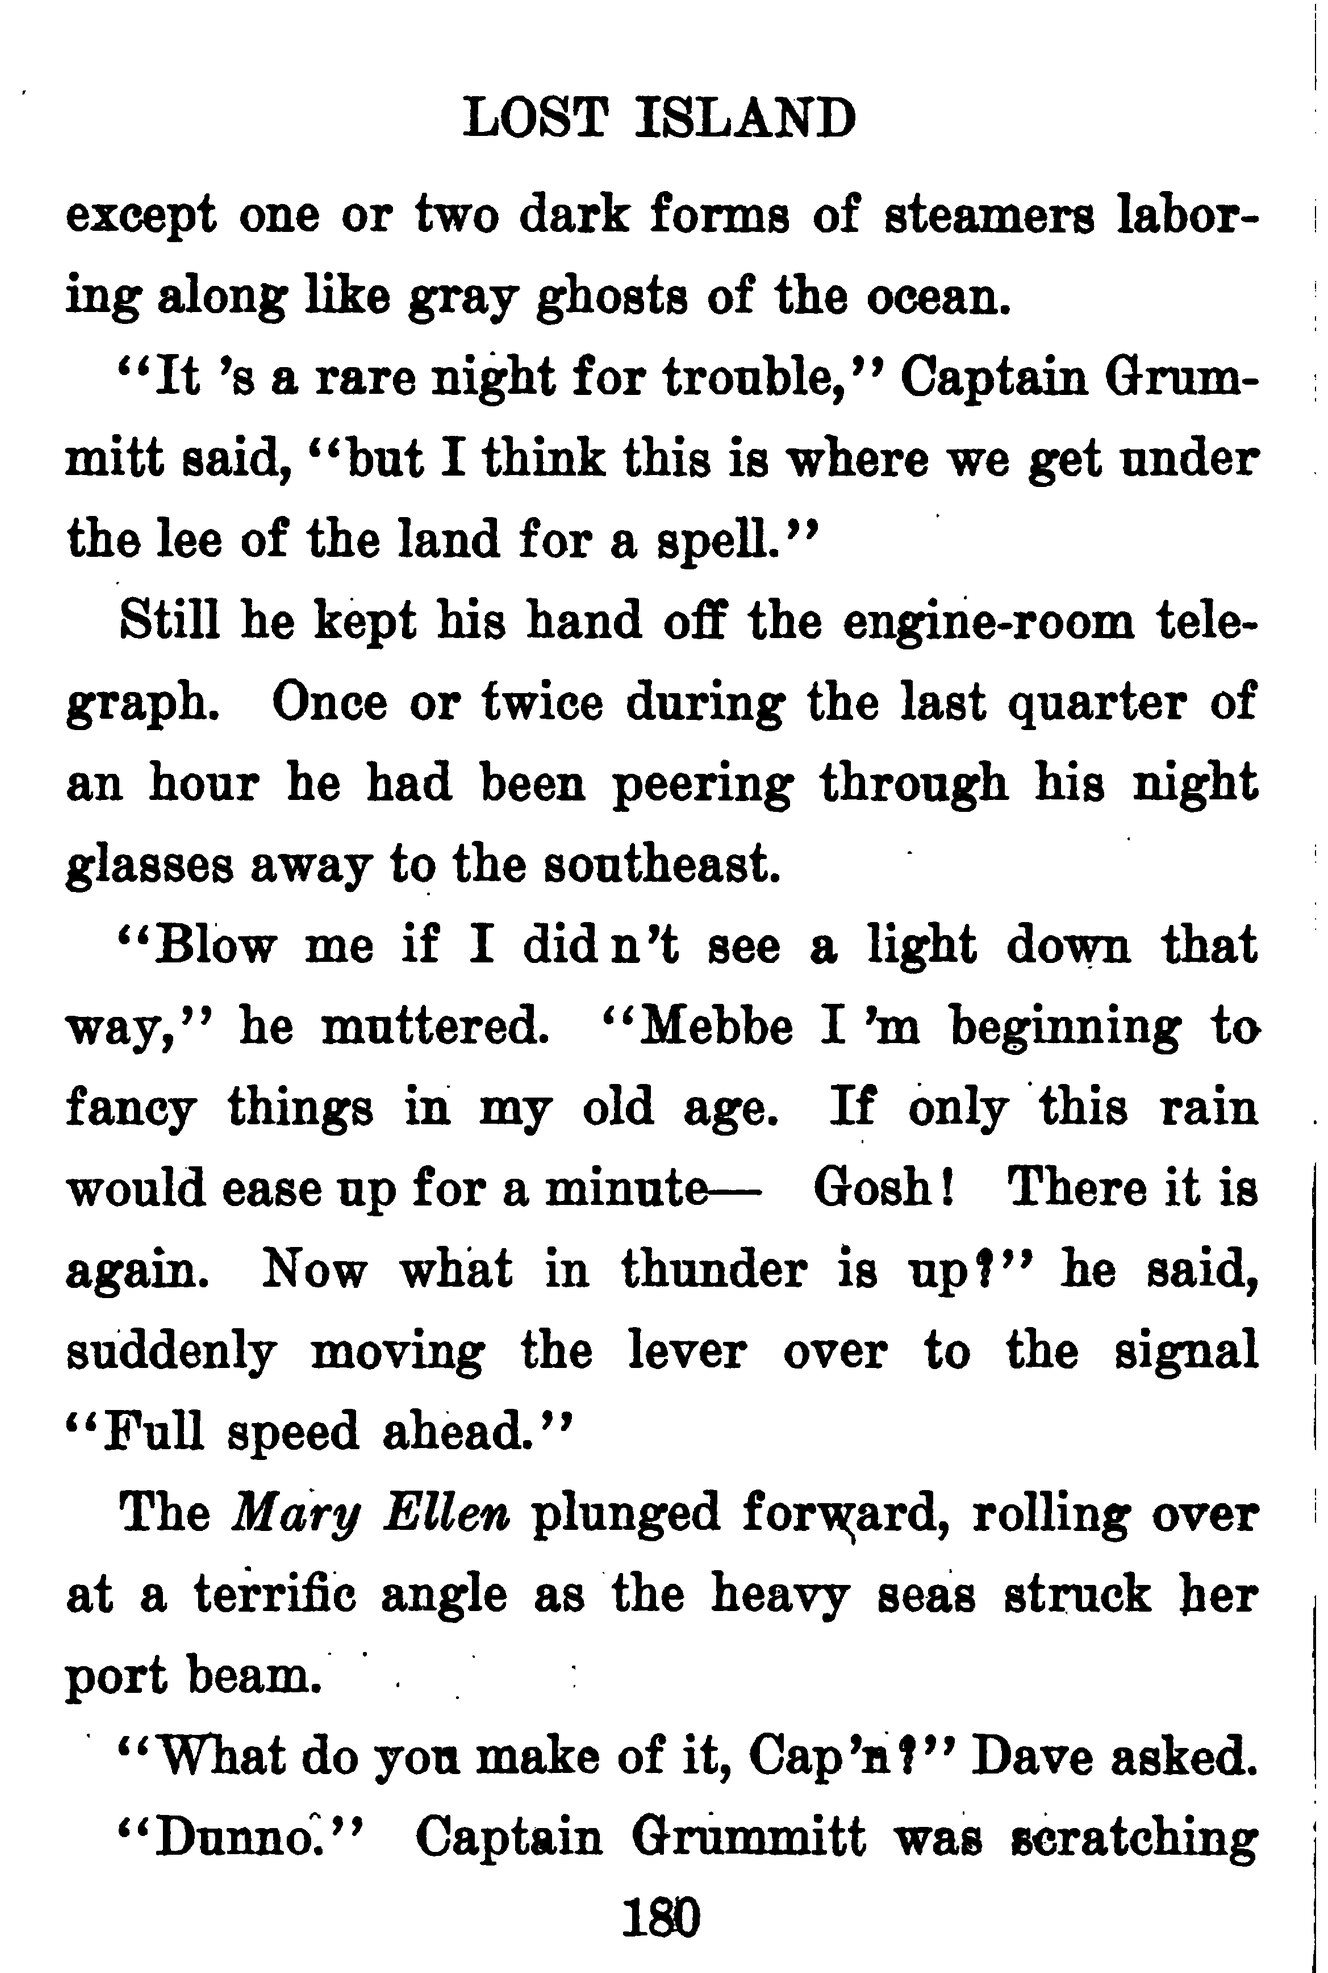 LOST ISLAND
except one or two dark forms of steamers labor-
ing along like gray ghosts of the ocean.
"It 's a rare night for trouble," Captain Grum-
mitt said, "but I think this is where we get under
the lee of the land for a spell."
Still he kept his hand off the engine-room tele-
graph. Once or twice during the last quarter of
an hour he had been peering through his night
glasses away to the southeast.
"Blow me if I didn't see a light down that
way," he muttered. "Mebbe I 'm beginning to
fancy things in my old age. If only this rain
would ease up for a minute— Gosh! There it is
again. Now what in thunder is up?" he said,
suddenly moving the lever over to the signal
"Full speed ahead."
The Mary Ellen plunged forward, rolling over
at a terrific angle as the heavy seas struck her
port beam.
"What do you make of it, Cap'n?" Dave asked.
"Dunno." Captain Grummitt was scratching
180